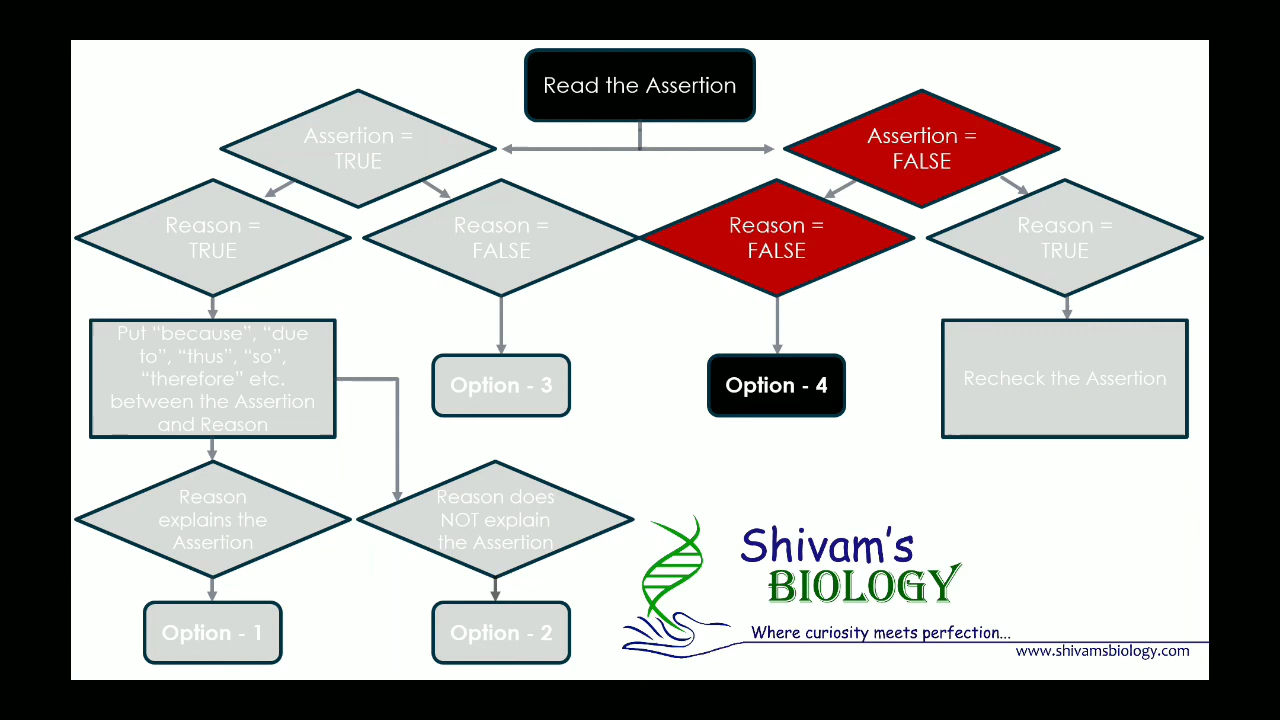 Read the Assertion
Assertion =
TRUE
Assertion =
FALSE
Reason =
TRUE
Reason =
FALSE
Reason =
FALSE
Reason =
TRUE
Put “because”, “due
to”, “thus”, “so”,
“therefore” etc.
between the Assertion
and Reason
Option - 3
Option - 4
Recheck the Assertion
Reason
explains the
Assertion
Reason does
NOT explain
the Assertion
Option - 1
Option - 2
Shivam’s
BIOLOGY
Where curiosity meets perfection...
www.shivamsbiology.com